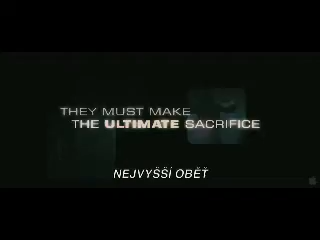 THEY MUST MAKE
THE ULTIMATE SACRIFICE
NEJVYŠŠÍ OBĚŤ